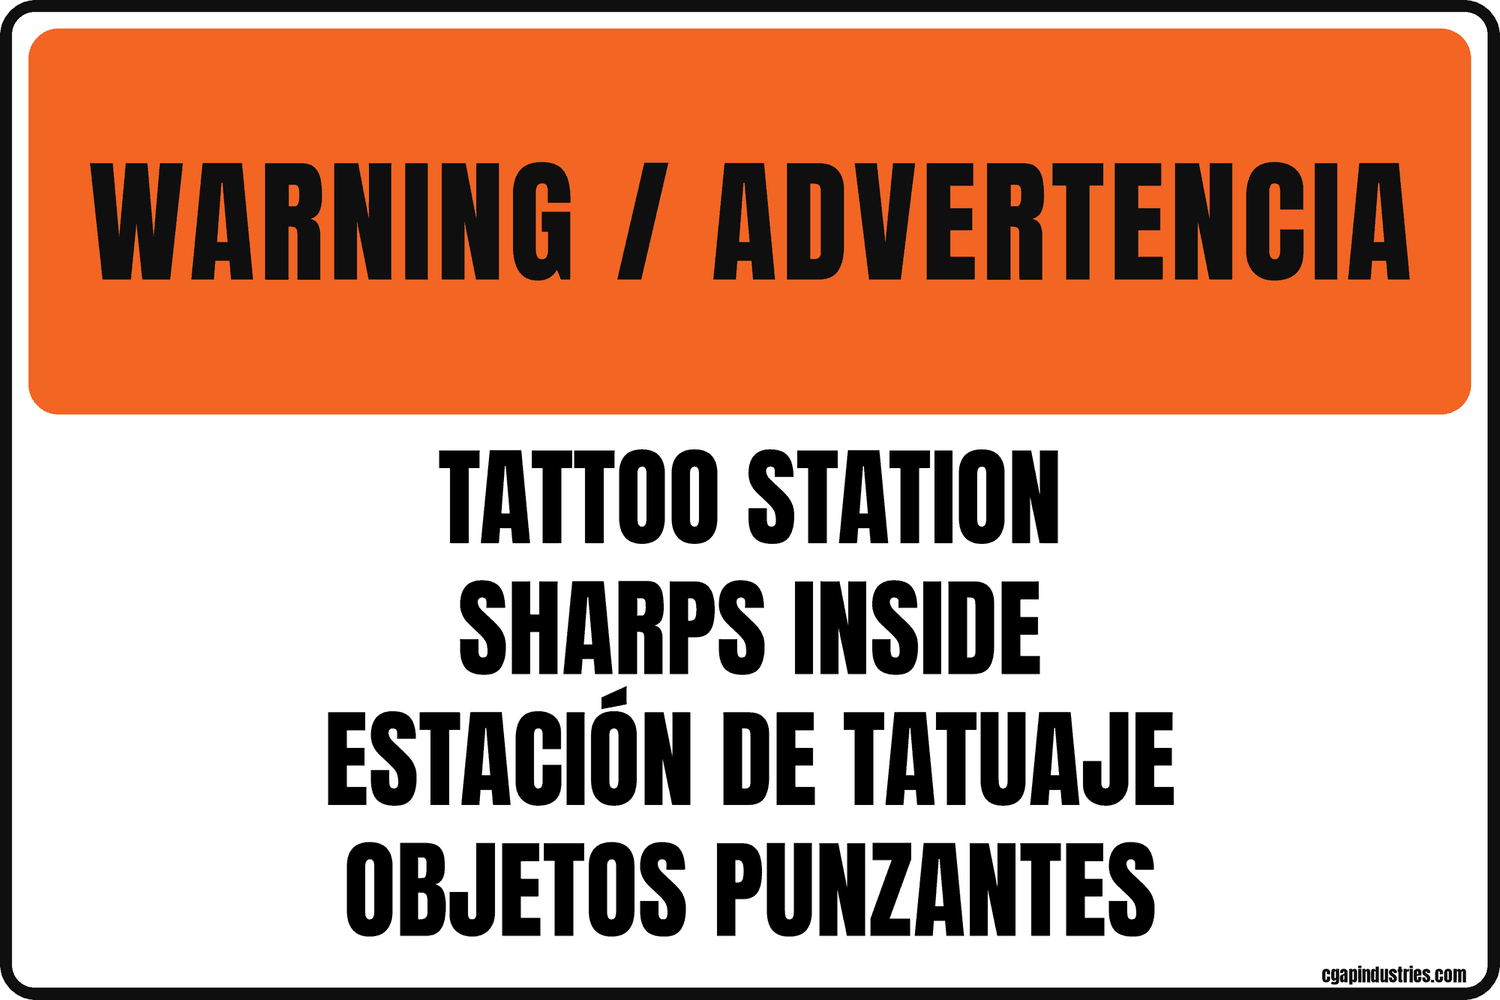 WARNING / ADVERTENCIA
TATTOO STATION
SHARPS INSIDE
ESTACIÓN DE TATUAJE
OBJETOS PUNZANTES
cgapindustries.com